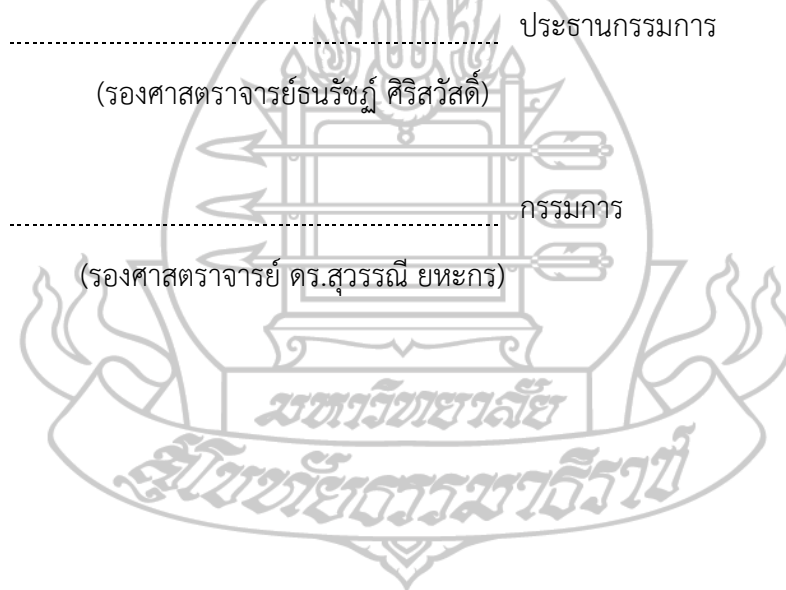 ประธานกรรมการ
(รองศาสตราจารย์ธนรัชฏ์ ศิริสวัสดิ์)
กรรมการ
(รองศาสตราจารย์ ดร.สุวรรณี ยหะกร)
มหาวิทยาลัย
สุโขทัยธรรมาธิราช